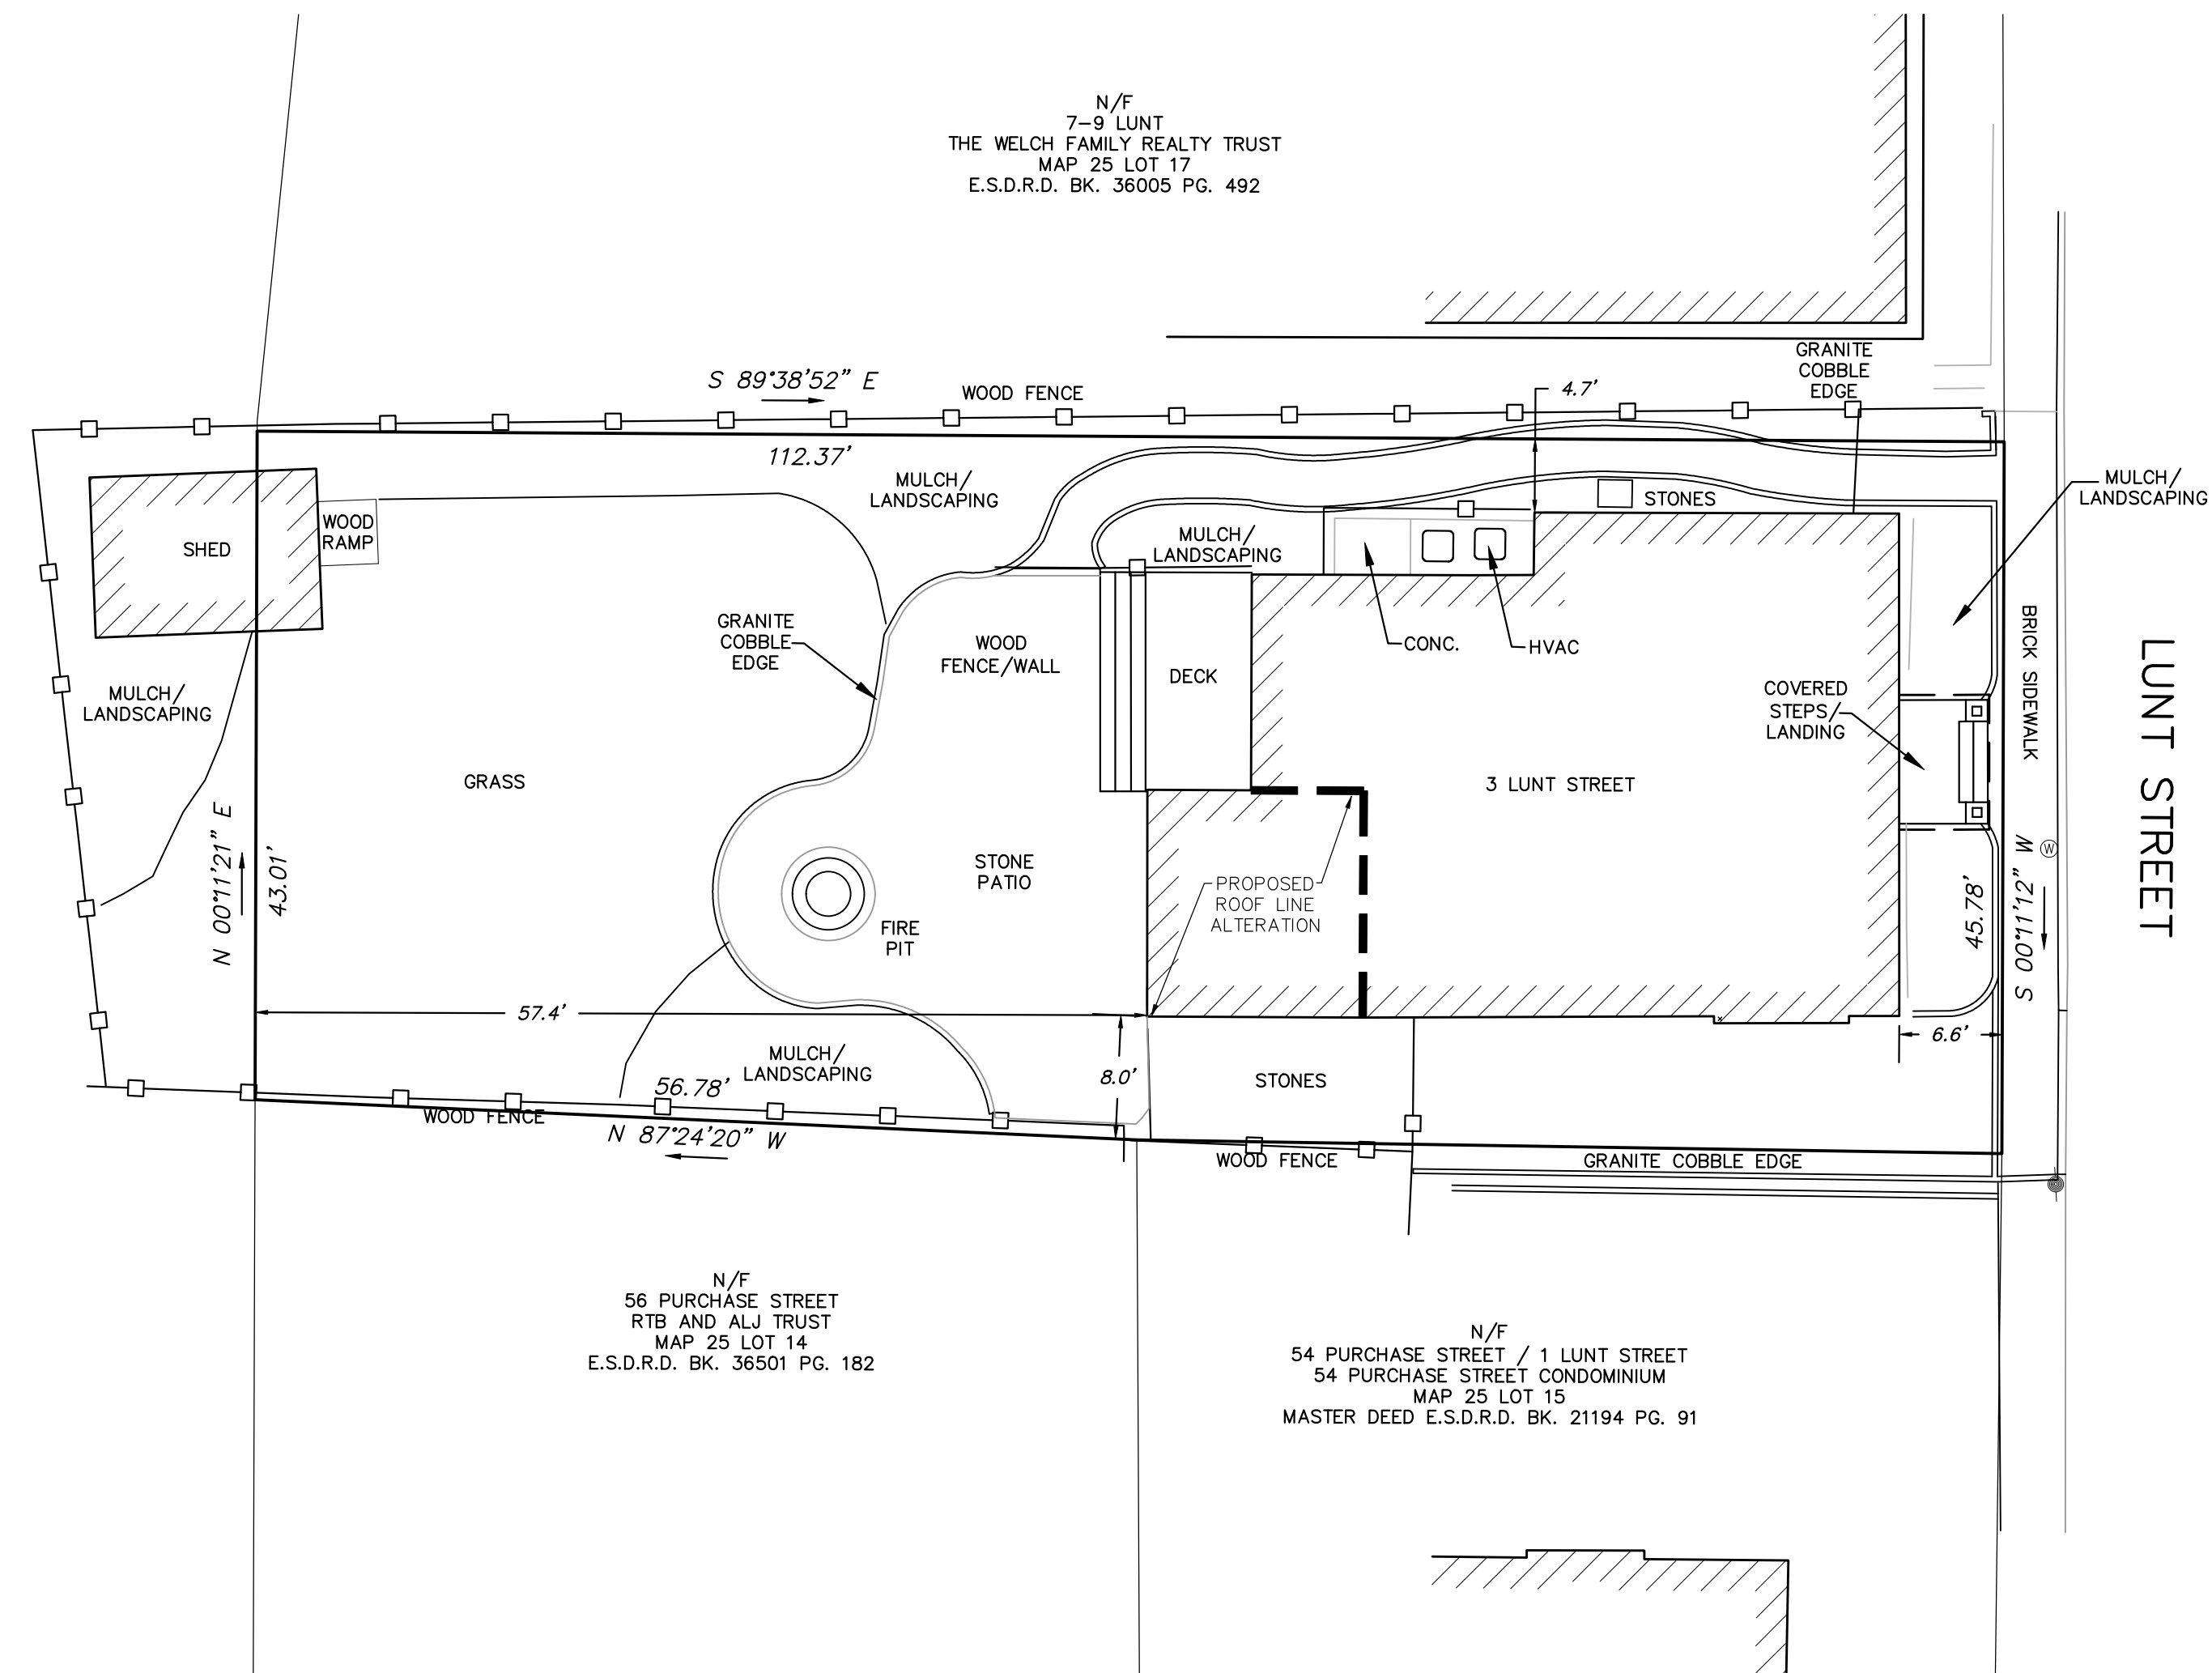 N/F
7-9 LUNT
THE WELCH FAMILY REALTY TRUST
MAP 25 LOT 17
E.S.D.R.D. BK. 36005 PG. 492
S 89°38'52" E
WOOD FENCE
4.7'
GRANITE
COBBLE
EDGE
112.37'
MULCH/
LANDSCAPING
MULCH/
LANDSCAPING
STONES
MULCH/
LANDSCAPING
SHED
WOOD
RAMP
GRANITE
COBBLE
EDGE
WOOD
FENCE/WALL
DECK
CONC.
HVAC
COVERED
STEPS/
LANDING
BRICK SIDEWALK
LUNT STREET
MULCH/
LANDSCAPING
GRASS
3 LUNT STREET
N 00°11'21" E
43.01'
STONE
PATIO
FIRE
PIT
PROPOSED
ROOF LINE
ALTERATION
45.78'
S 00°11'12" W
W
57.4'
6.6'
MULCH/
LANDSCAPING
8.0'
STONES
56.78'
WOOD FENCE
N 87°24'20" W
WOOD FENCE
GRANITE COBBLE EDGE
N/F
56 PURCHASE STREET
RTB AND ALJ TRUST
MAP 25 LOT 14
E.S.D.R.D. BK. 36501 PG. 182
N/F
54 PURCHASE STREET / 1 LUNT STREET
54 PURCHASE STREET CONDOMINIUM
MAP 25 LOT 15
MASTER DEED E.S.D.R.D. BK. 21194 PG. 91